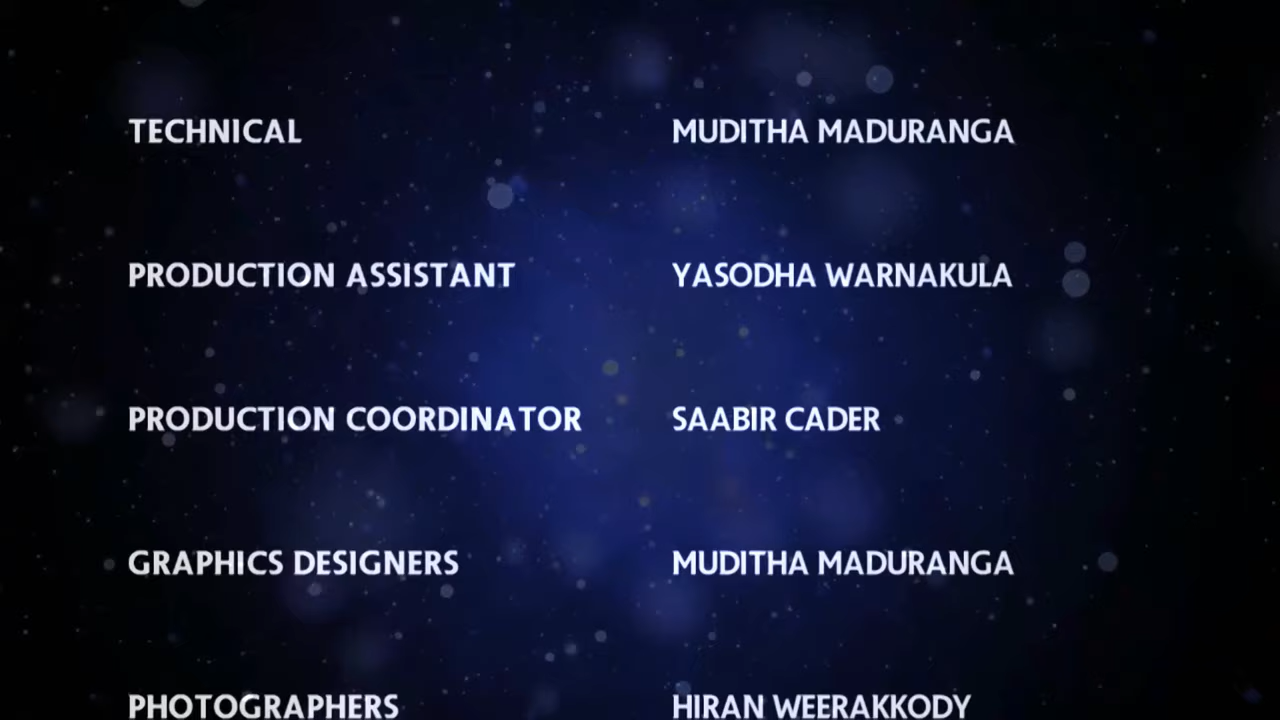 TECHNICAL MUDITHA MADURANGA
PRODUCTION ASSISTANT YASODHA WARNAKULA
PRODUCTION COORDINATOR SAABIR CADER
GRAPHICS DESIGNERS MUDITHA MADURANGA
PHOTOGRAPHERS HIRAN WEERAKKODY